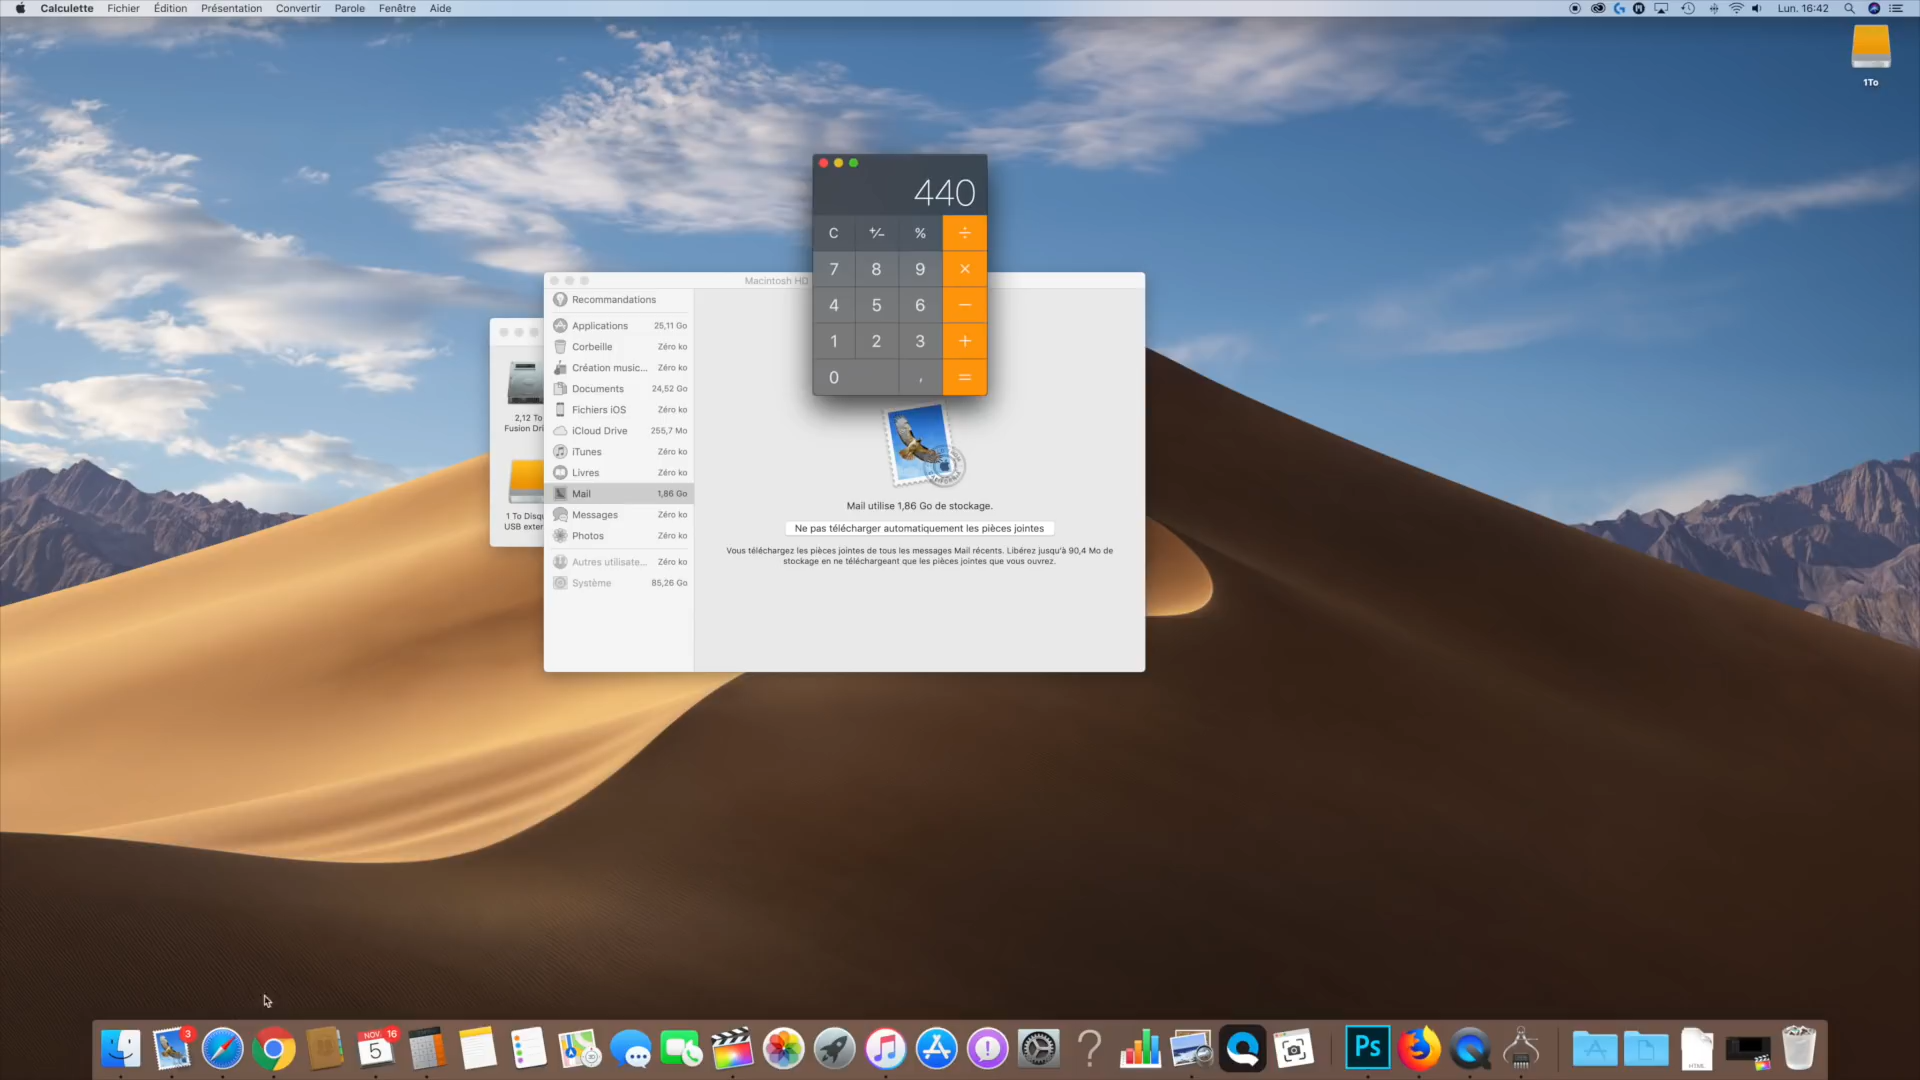 Calculette Fichier Édition Présentation Convertir Parole Fenêtre Aide
Lun. 16:42
1To
440
C +/− % ÷
7 8 9 ×
4 5 6 −
1 2 3 +
0 , =
Macintosh HD
Recommandations
Applications 25,11 Go
Corbeille Zéro ko
Création music... Zéro ko
Documents 24,52 Go
Fichiers iOS Zéro ko
iCloud Drive 255,7 Mo
iTunes Zéro ko
Livres Zéro ko
Mail 1,86 Go
Messages Zéro ko
Photos Zéro ko
Autres utilisate... Zéro ko
Système 85,26 Go
2,12 To
Fusion Dri
1 To Disq
USB exter
Mail utilise 1,86 Go de stockage.
Ne pas télécharger automatiquement les pièces jointes
Vous téléchargez les pièces jointes de tous les messages Mail récents. Libérez jusqu'à 90,4 Mo de
stockage en ne téléchargeant que les pièces jointes que vous ouvrez.
3
NOV. 16
5
3D
?
Ps
HTML